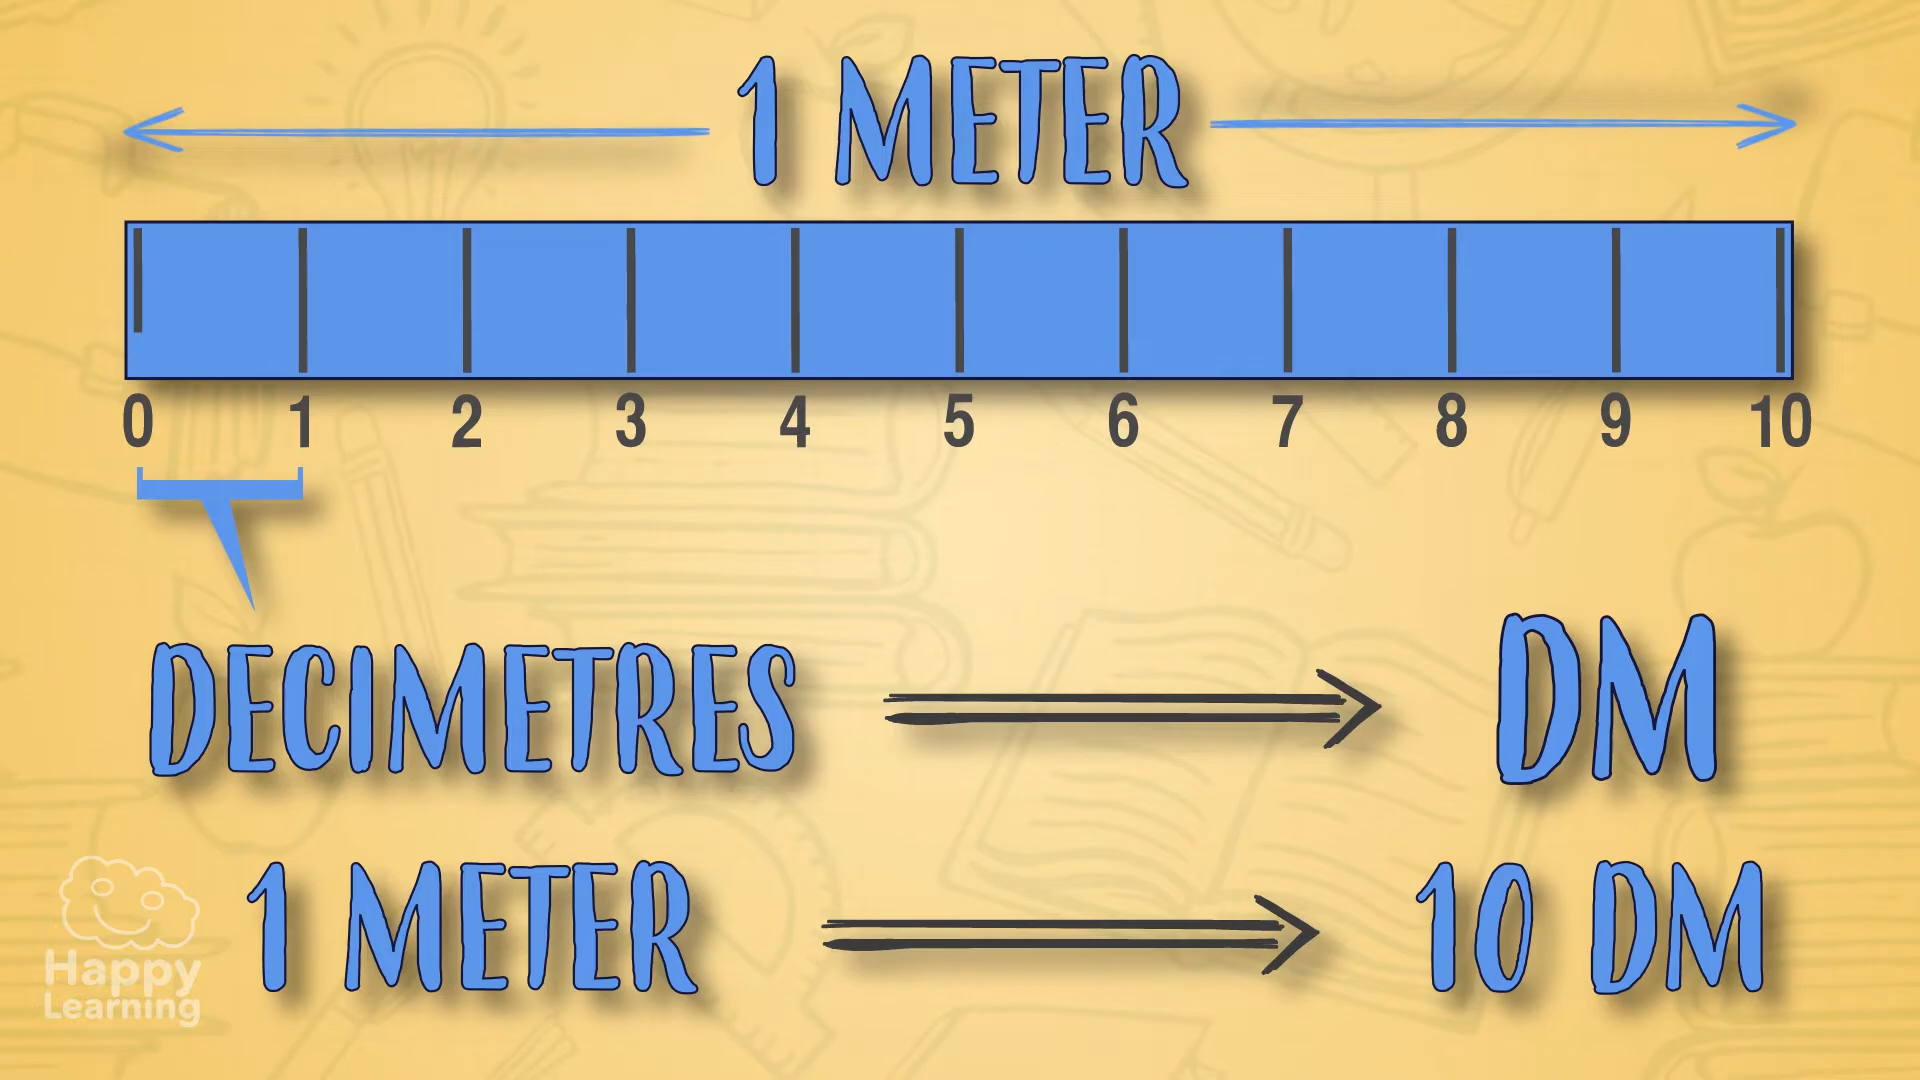 1 METER
0 1 2 3 4 5 6 7 8 9 10
DECIMETRES DM
1 METER 10 DM
Happy
Learning